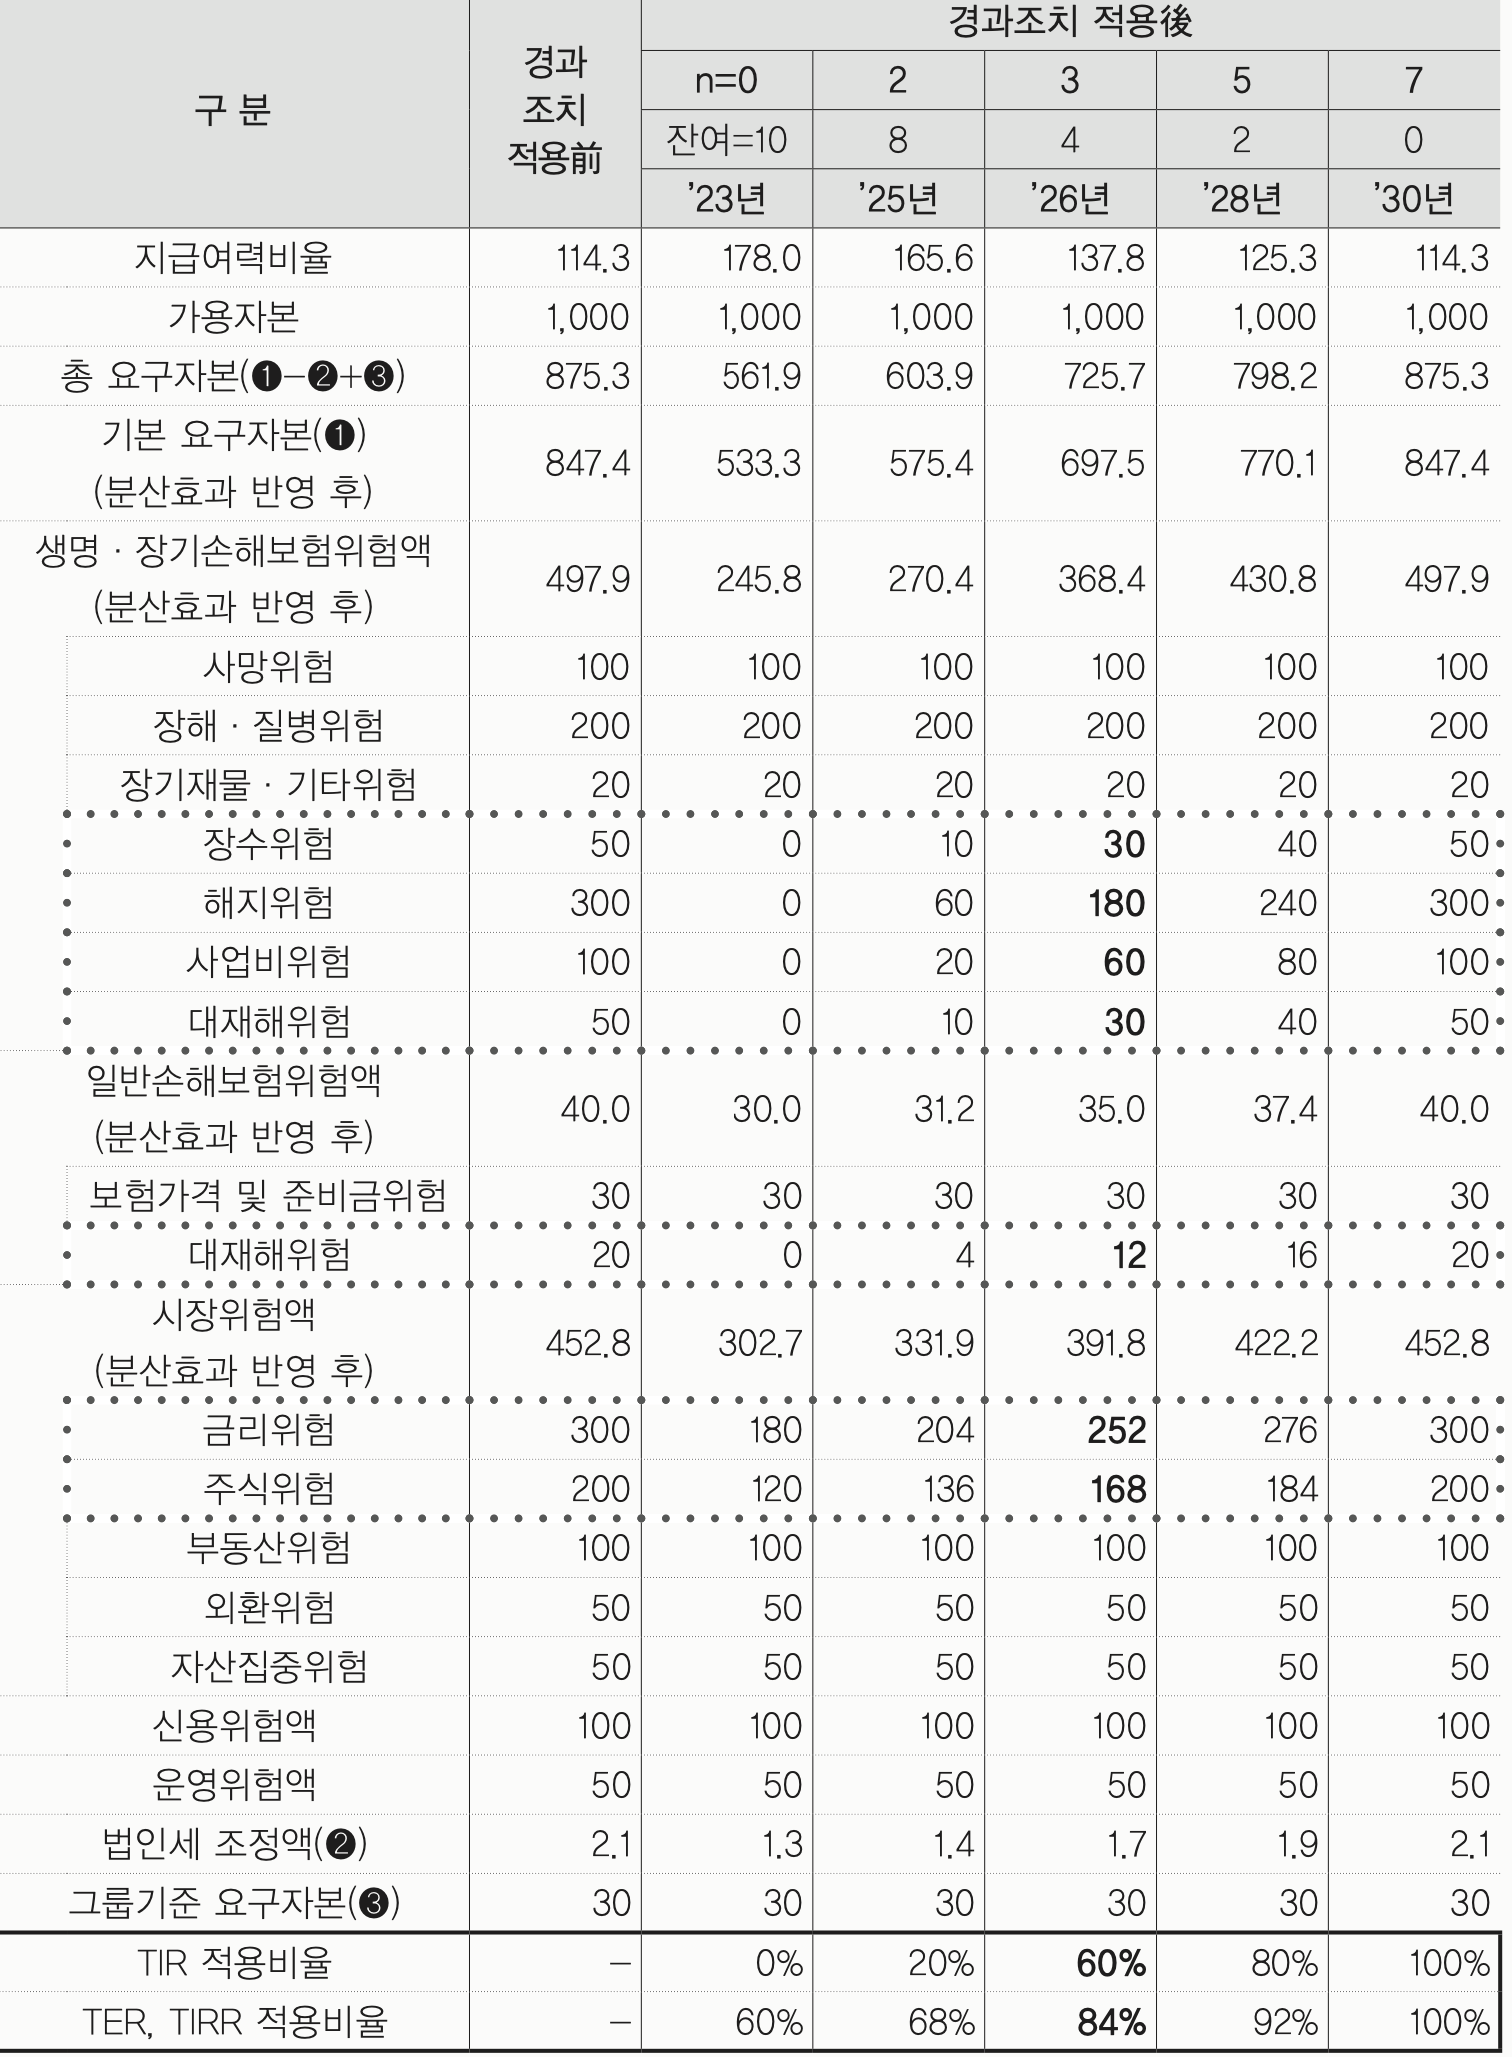 구 분 경과 조치 적용前 경과조치 적용後
n=0 2 3 5 7
잔여=10 8 4 2 0
’23년 ’25년 ’26년 ’28년 ’30년
지급여력비율 114.3 178.0 165.6 137.8 125.3 114.3
가용자본 1,000 1,000 1,000 1,000 1,000 1,000
총 요구자본(❶−❷+❸) 875.3 561.9 603.9 725.7 798.2 875.3
기본 요구자본(❶)
(분산효과 반영 후) 847.4 533.3 575.4 697.5 770.1 847.4
생명 · 장기손해보험위험액
(분산효과 반영 후) 497.9 245.8 270.4 368.4 430.8 497.9
사망위험 100 100 100 100 100 100
장해 · 질병위험 200 200 200 200 200 200
장기재물 · 기타위험 20 20 20 20 20 20
장수위험 50 0 10 30 40 50
해지위험 300 0 60 180 240 300
사업비위험 100 0 20 60 80 100
대재해위험 50 0 10 30 40 50
일반손해보험위험액
(분산효과 반영 후) 40.0 30.0 31.2 35.0 37.4 40.0
보험가격 및 준비금위험 30 30 30 30 30 30
대재해위험 20 0 4 12 16 20
시장위험액
(분산효과 반영 후) 452.8 302.7 331.9 391.8 422.2 452.8
금리위험 300 180 204 252 276 300
주식위험 200 120 136 168 184 200
부동산위험 100 100 100 100 100 100
외환위험 50 50 50 50 50 50
자산집중위험 50 50 50 50 50 50
신용위험액 100 100 100 100 100 100
운영위험액 50 50 50 50 50 50
법인세 조정액(❷) 2.1 1.3 1.4 1.7 1.9 2.1
그룹기준 요구자본(❸) 30 30 30 30 30 30
TIR 적용비율 − 0% 20% 60% 80% 100%
TER, TIRR 적용비율 − 60% 68% 84% 92% 100%